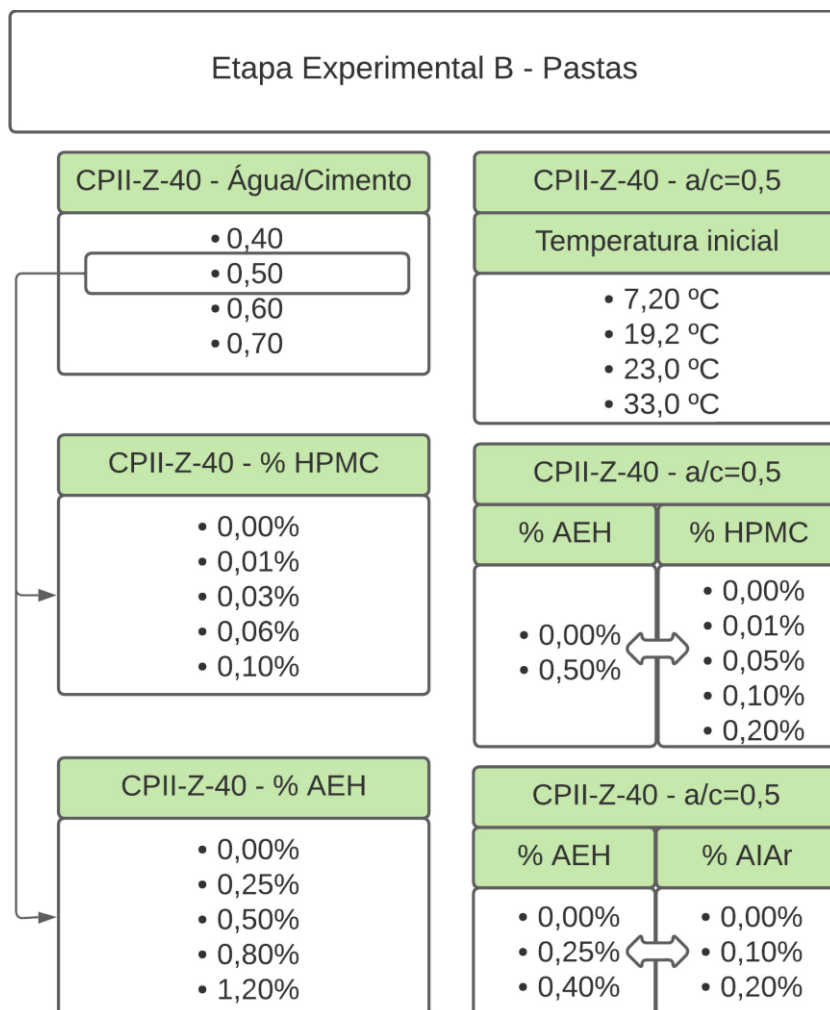 Etapa Experimental B - Pastas
CPII-Z-40 - Água/Cimento
• 0,40
• 0,50
• 0,60
• 0,70
CPII-Z-40 - % HPMC
• 0,00%
• 0,01%
• 0,03%
• 0,06%
• 0,10%
CPII-Z-40 - % AEH
• 0,00%
• 0,25%
• 0,50%
• 0,80%
• 1,20%
CPII-Z-40 - a/c=0,5
Temperatura inicial
• 7,20 ºC
• 19,2 ºC
• 23,0 ºC
• 33,0 ºC
CPII-Z-40 - a/c=0,5
% AEH
• 0,00%
• 0,50%
% HPMC
• 0,00%
• 0,01%
• 0,05%
• 0,10%
• 0,20%
CPII-Z-40 - a/c=0,5
% AEH
• 0,00%
• 0,25%
• 0,40%
% AIAr
• 0,00%
• 0,10%
• 0,20%